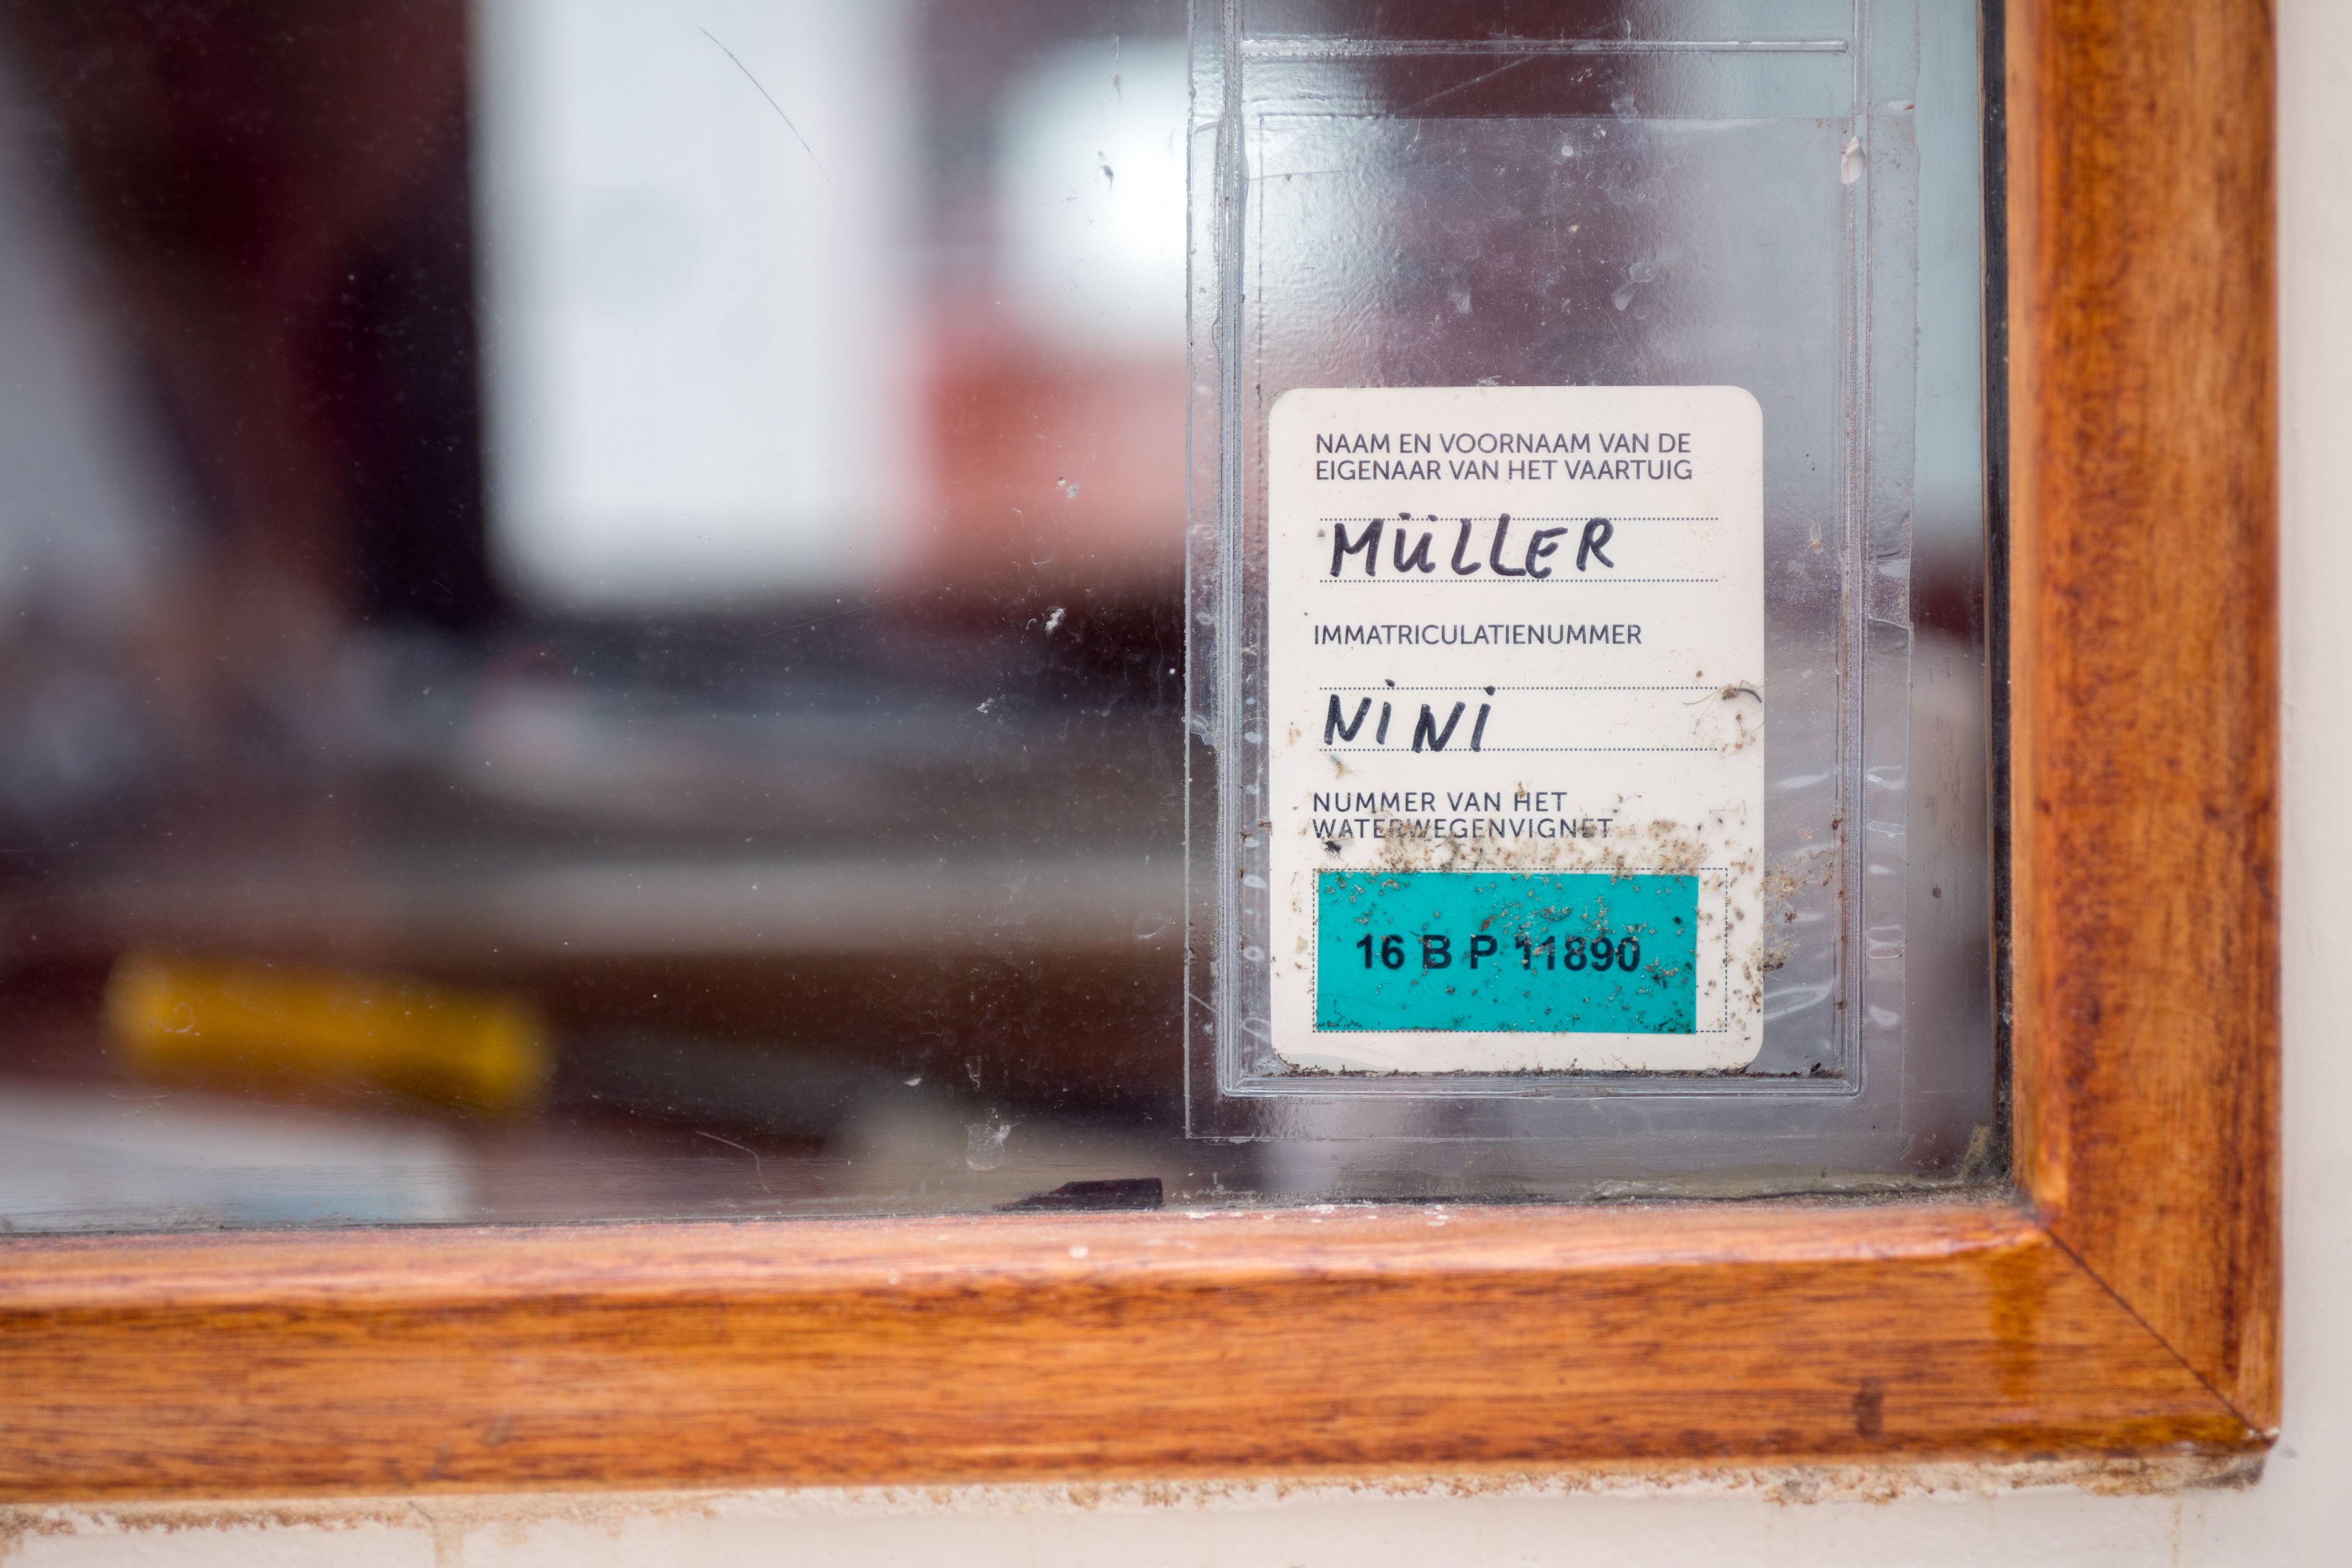 NAAM EN VOORNAAM VAN DE
EIGENAAR VAN HET VAARTUIG
MÜLLER
IMMATRICULATIENUMMER
NiNi
NUMMER VAN HET
WATERWEGENVIGNET
16 B P 11890